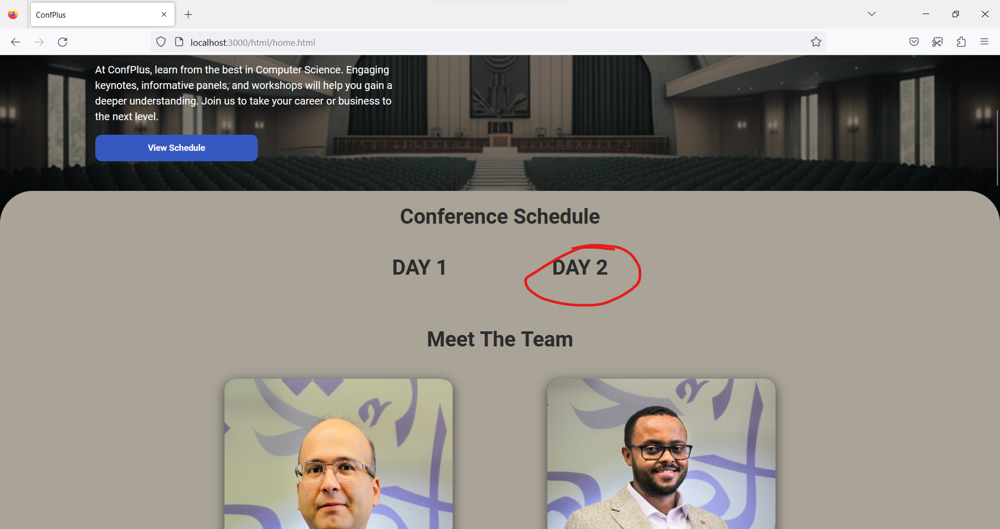 ConfPlus
localhost:3000/html/home.html
At ConfPlus, learn from the best in Computer Science. Engaging
keynotes, informative panels, and workshops will help you gain a
deeper understanding. Join us to take your career or business to
the next level.
View Schedule
Conference Schedule
DAY 1
DAY 2
Meet The Team